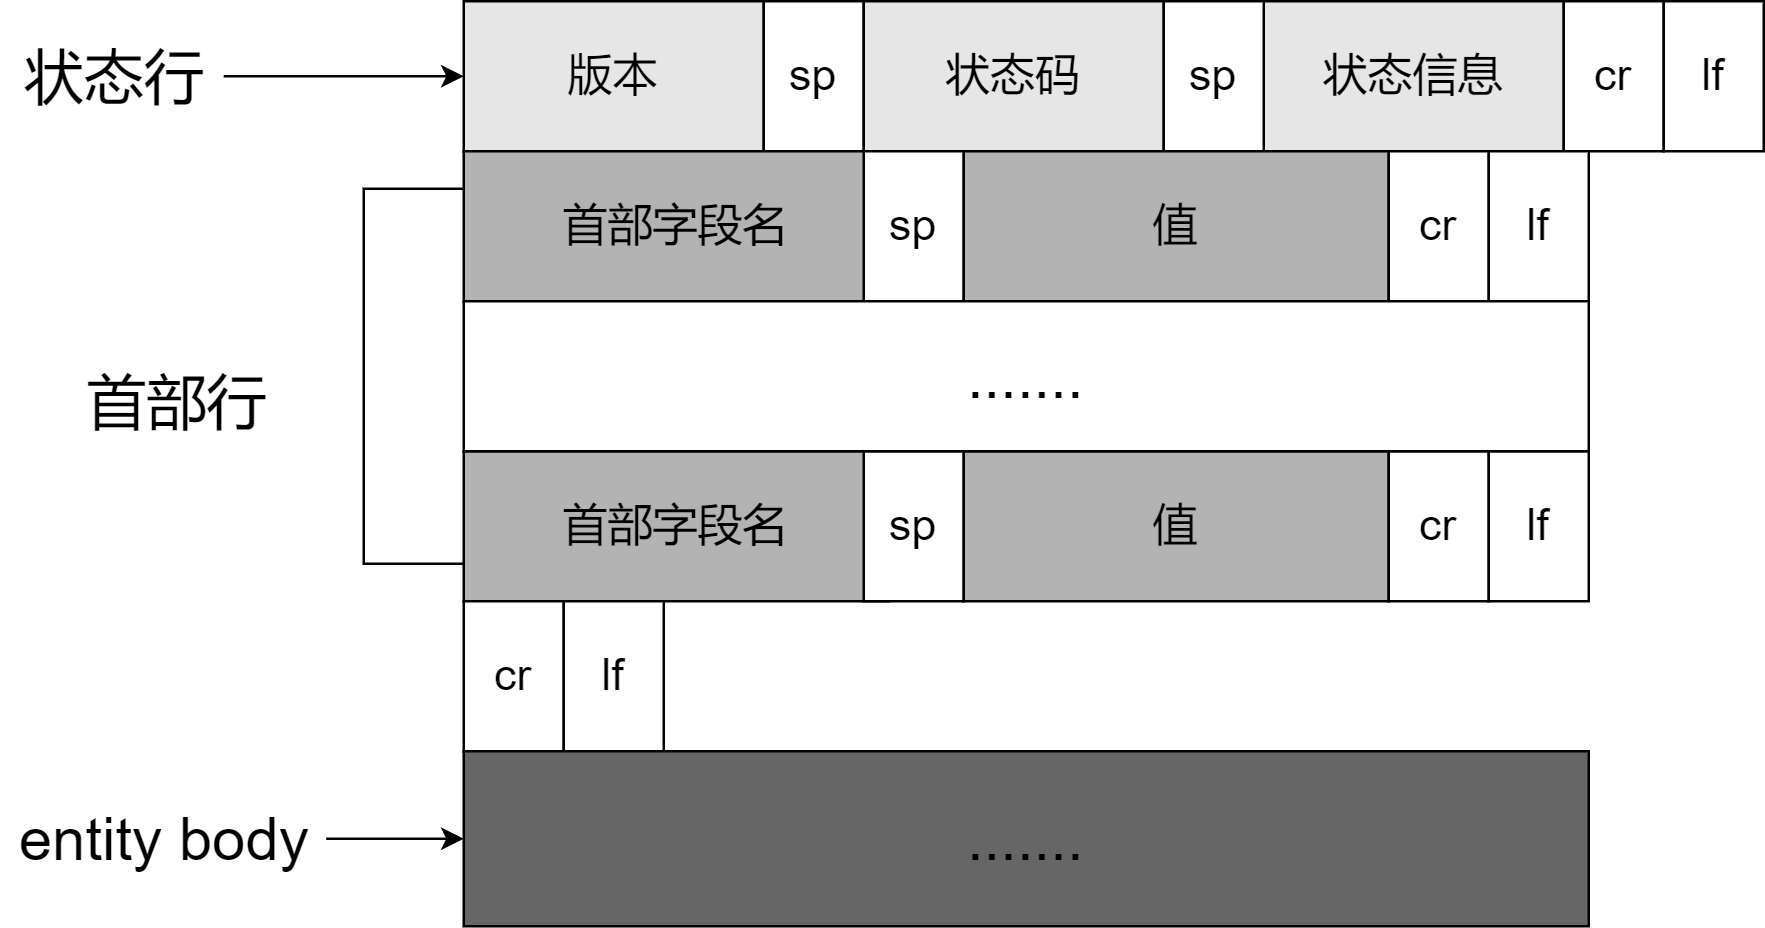 状态行 版本 sp 状态码 sp 状态信息 cr lf
首部字段名 sp 值 cr lf
首部行 .......
首部字段名 sp 值 cr lf
cr lf
entity body .......